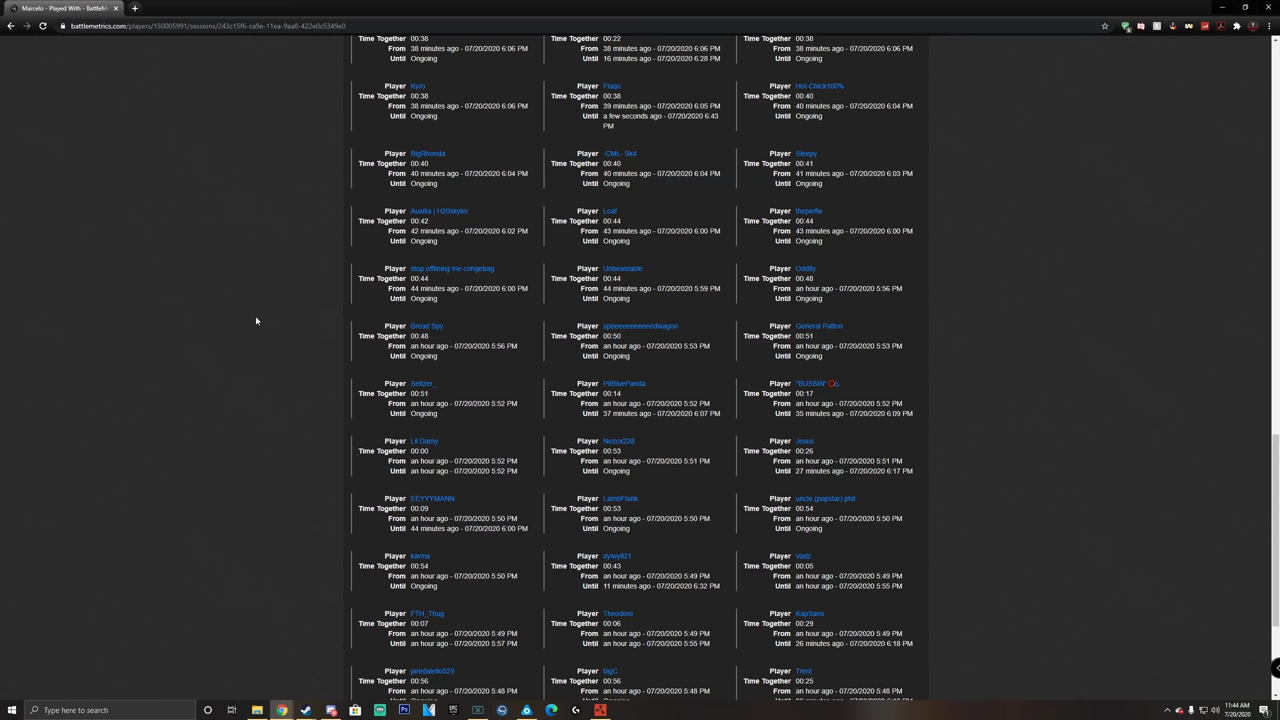 Marcelo - Played With - BattleM
battlemetrics.com/players/150005991/sessions/243c15f6-ca9e-11ea-9aa8-422e0c5349e0
Time Together 00:38
From 38 minutes ago - 07/20/2020 6:06 PM
Until Ongoing
Time Together 00:22
From 38 minutes ago - 07/20/2020 6:06 PM
Until 16 minutes ago - 07/20/2020 6:28 PM
Time Together 00:38
From 38 minutes ago - 07/20/2020 6:06 PM
Until Ongoing
Player Kyro
Time Together 00:38
From 38 minutes ago - 07/20/2020 6:06 PM
Until Ongoing
Player Flaqo
Time Together 00:38
From 39 minutes ago - 07/20/2020 6:05 PM
Until a few seconds ago - 07/20/2020 6:43
PM
Player Hot-Chick100%
Time Together 00:40
From 40 minutes ago - 07/20/2020 6:04 PM
Until Ongoing
Player BigRhonda
Time Together 00:40
From 40 minutes ago - 07/20/2020 6:04 PM
Until Ongoing
Player -CML- Sk4
Time Together 00:40
From 40 minutes ago - 07/20/2020 6:04 PM
Until Ongoing
Player Sleepy
Time Together 00:41
From 41 minutes ago - 07/20/2020 6:03 PM
Until Ongoing
Player Auxilia | H20skyler
Time Together 00:42
From 42 minutes ago - 07/20/2020 6:02 PM
Until Ongoing
Player Loaf
Time Together 00:44
From 43 minutes ago - 07/20/2020 6:00 PM
Until Ongoing
Player thepiefie
Time Together 00:44
From 43 minutes ago - 07/20/2020 6:00 PM
Until Ongoing
Player stop offlining me cringebag
Time Together 00:44
From 44 minutes ago - 07/20/2020 6:00 PM
Until Ongoing
Player Unbeastable
Time Together 00:44
From 44 minutes ago - 07/20/2020 5:59 PM
Until Ongoing
Player Oddity
Time Together 00:48
From an hour ago - 07/20/2020 5:56 PM
Until Ongoing
Player Bread Spy
Time Together 00:48
From an hour ago - 07/20/2020 5:56 PM
Until Ongoing
Player speeeeeeeeeedwagon
Time Together 00:50
From an hour ago - 07/20/2020 5:53 PM
Until Ongoing
Player General Patton
Time Together 00:51
From an hour ago - 07/20/2020 5:53 PM
Until Ongoing
Player Seltzer_
Time Together 00:51
From an hour ago - 07/20/2020 5:52 PM
Until Ongoing
Player PitBluePanda
Time Together 00:14
From an hour ago - 07/20/2020 5:52 PM
Until 37 minutes ago - 07/20/2020 6:07 PM
Player "BUSSIN"
Time Together 00:17
From an hour ago - 07/20/2020 5:52 PM
Until 35 minutes ago - 07/20/2020 6:09 PM
Player Lil Damy
Time Together 00:00
From an hour ago - 07/20/2020 5:52 PM
Until an hour ago - 07/20/2020 5:52 PM
Player Nezox228
Time Together 00:53
From an hour ago - 07/20/2020 5:51 PM
Until Ongoing
Player Jesus
Time Together 00:26
From an hour ago - 07/20/2020 5:51 PM
Until 27 minutes ago - 07/20/2020 6:17 PM
Player EEYYYMANN
Time Together 00:09
From an hour ago - 07/20/2020 5:50 PM
Until 44 minutes ago - 07/20/2020 6:00 PM
Player LambFlank
Time Together 00:53
From an hour ago - 07/20/2020 5:50 PM
Until Ongoing
Player uncle (popstar) phil
Time Together 00:54
From an hour ago - 07/20/2020 5:50 PM
Until Ongoing
Player karma
Time Together 00:54
From an hour ago - 07/20/2020 5:50 PM
Until Ongoing
Player dylwyll21
Time Together 00:43
From an hour ago - 07/20/2020 5:49 PM
Until 11 minutes ago - 07/20/2020 6:32 PM
Player Vadz
Time Together 00:05
From an hour ago - 07/20/2020 5:49 PM
Until an hour ago - 07/20/2020 5:55 PM
Player FTH_Thug
Time Together 00:07
From an hour ago - 07/20/2020 5:49 PM
Until an hour ago - 07/20/2020 5:57 PM
Player Theodore
Time Together 00:06
From an hour ago - 07/20/2020 5:49 PM
Until an hour ago - 07/20/2020 5:55 PM
Player KapSans
Time Together 00:29
From an hour ago - 07/20/2020 5:49 PM
Until 26 minutes ago - 07/20/2020 6:18 PM
Player jaredalello529
Time Together 00:56
From an hour ago - 07/20/2020 5:48 PM
Player bigC
Time Together 00:56
From an hour ago - 07/20/2020 5:48 PM
Player Trent
Time Together 00:25
From an hour ago - 07/20/2020 5:48 PM
Type here to search
11:44 AM
7/20/2020